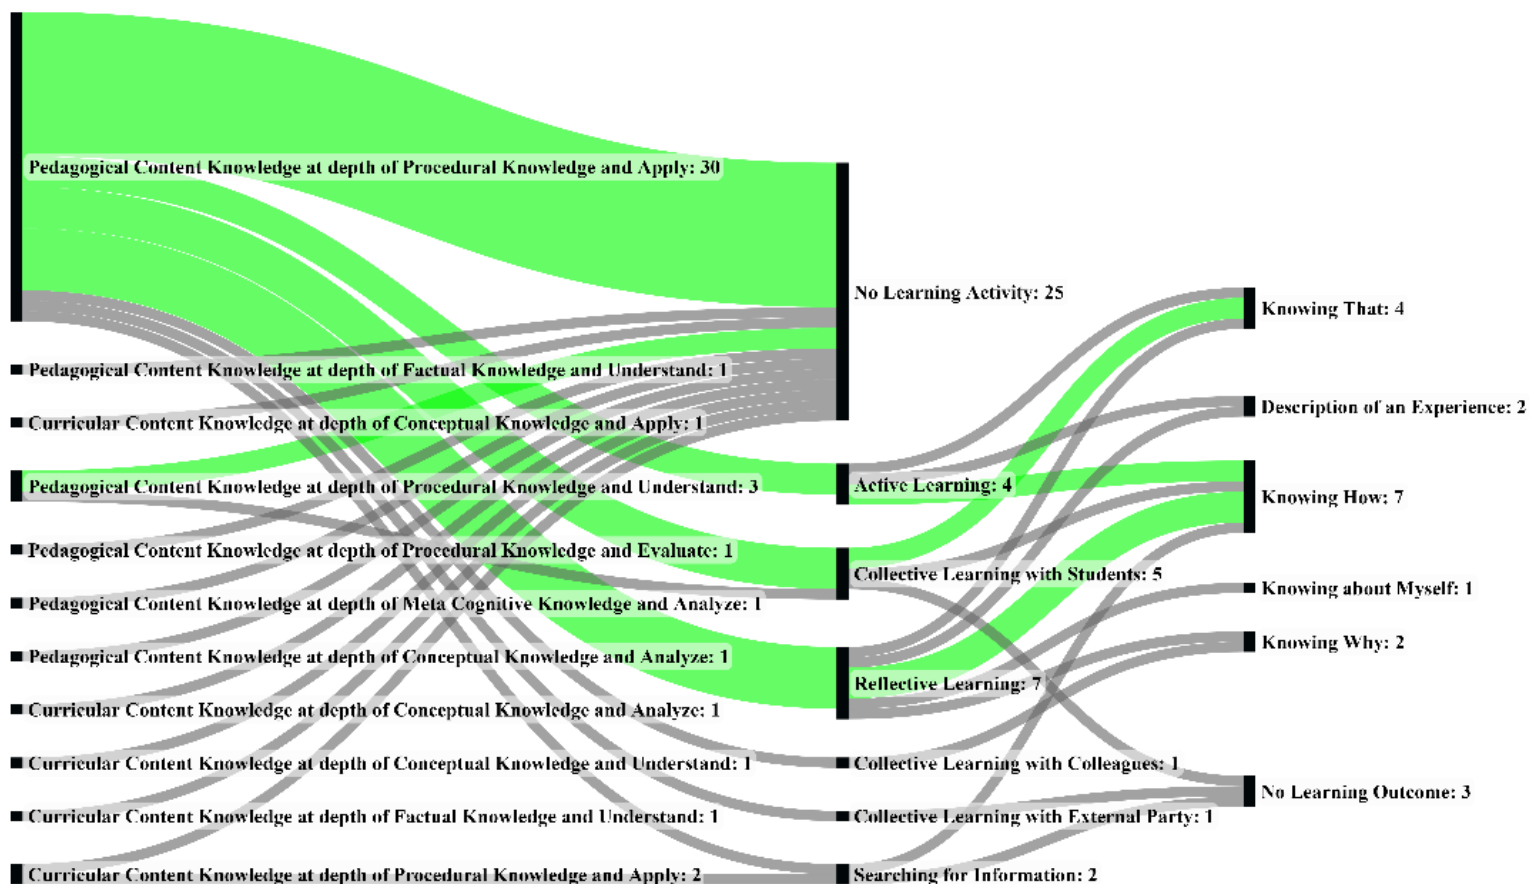 Pedagogical Content Knowledge at depth of Procedural Knowledge and Apply: 30
Pedagogical Content Knowledge at depth of Factual Knowledge and Understand: 1
Curricular Content Knowledge at depth of Conceptual Knowledge and Apply: 1
Pedagogical Content Knowledge at depth of Procedural Knowledge and Understand: 3
Pedagogical Content Knowledge at depth of Procedural Knowledge and Evaluate: 1
Pedagogical Content Knowledge at depth of Meta Cognitive Knowledge and Analyze: 1
Pedagogical Content Knowledge at depth of Conceptual Knowledge and Analyze: 1
Curricular Content Knowledge at depth of Conceptual Knowledge and Analyze: 1
Curricular Content Knowledge at depth of Conceptual Knowledge and Understand: 1
Curricular Content Knowledge at depth of Factual Knowledge and Understand: 1
Curricular Content Knowledge at depth of Procedural Knowledge and Apply: 2
No Learning Activity: 25
Active Learning: 4
Collective Learning with Students: 5
Reflective Learning: 7
Collective Learning with Colleagues: 1
Collective Learning with External Party: 1
Searching for Information: 2
Knowing That: 4
Description of an Experience: 2
Knowing How: 7
Knowing about Myself: 1
Knowing Why: 2
No Learning Outcome: 3